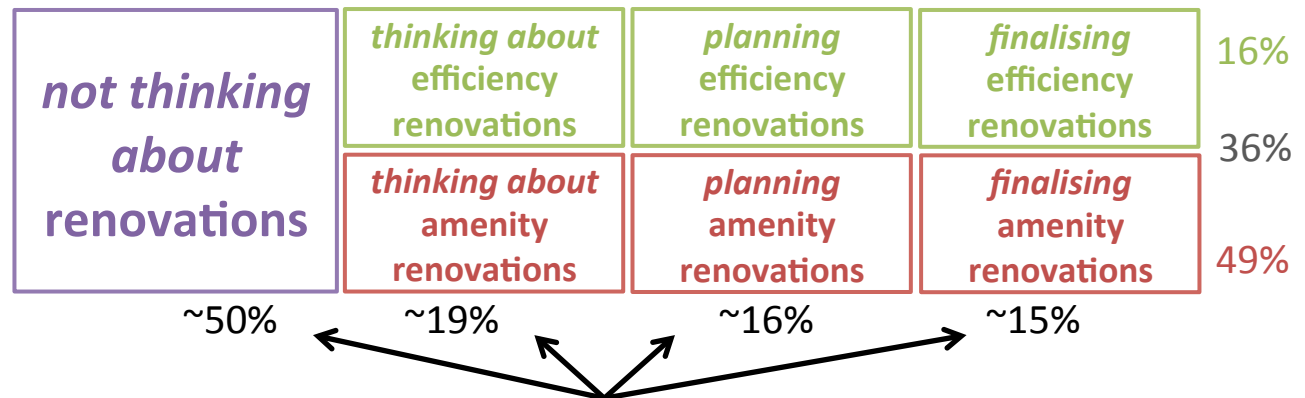 not thinking
about
renovations
thinking about
efficiency
renovations
planning
efficiency
renovations
finalising
efficiency
renovations
16%
36%
thinking about
amenity
renovations
planning
amenity
renovations
finalising
amenity
renovations
49%
~50%
~19%
~16%
~15%